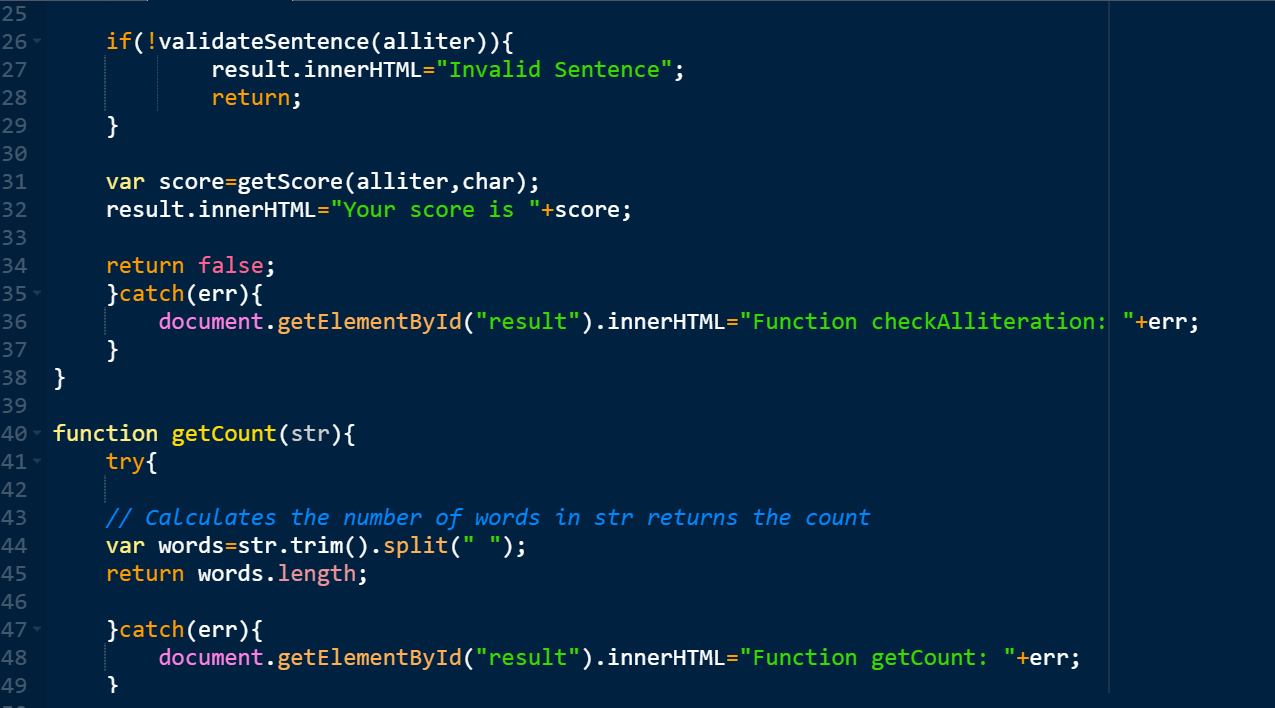 25
26 if(!validateSentence(alliter)){
27 result.innerHTML="Invalid Sentence";
28 return;
29 }
30
31 var score=getScore(alliter,char);
32 result.innerHTML="Your score is "+score;
33
34 return false;
35 }catch(err){
36 document.getElementById("result").innerHTML="Function checkAlliteration: "+err;
37 }
38 }
39
40 function getCount(str){
41 try{
42
43 // Calculates the number of words in str returns the count
44 var words=str.trim().split(" ");
45 return words.length;
46
47 }catch(err){
48 document.getElementById("result").innerHTML="Function getCount: "+err;
49 }